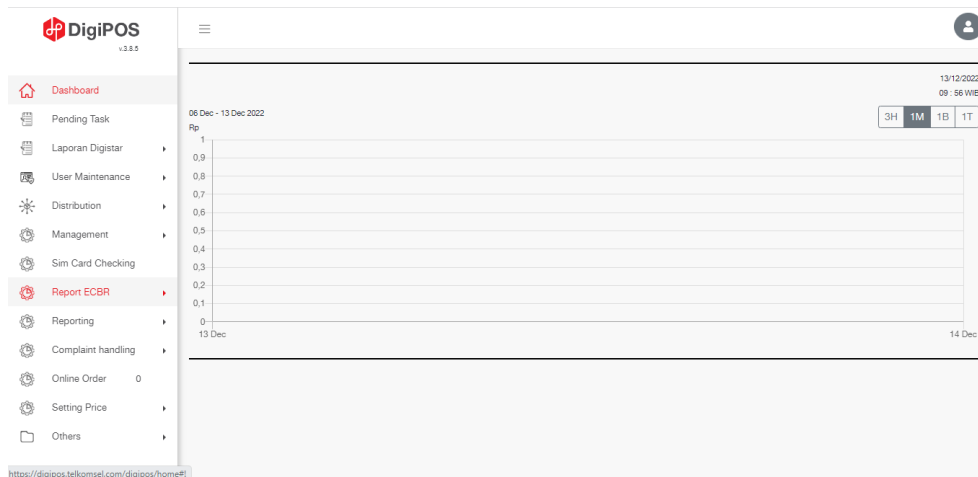 DigiPOS
v.3.8.5
Dashboard
Pending Task
Laporan Digistar
User Maintenance
Distribution
Management
Sim Card Checking
Report ECBR
Reporting
Complaint handling
Online Order 0
Setting Price
Others
https://digipos.telkomsel.com/digipos/home#!
13/12/2022
09 : 56 WIB
06 Dec - 13 Dec 2022
3H 1M 1B 1T
Rp
1
0,9
0,8
0,7
0,6
0,5
0,4
0,3
0,2
0,1
0
13 Dec 14 Dec